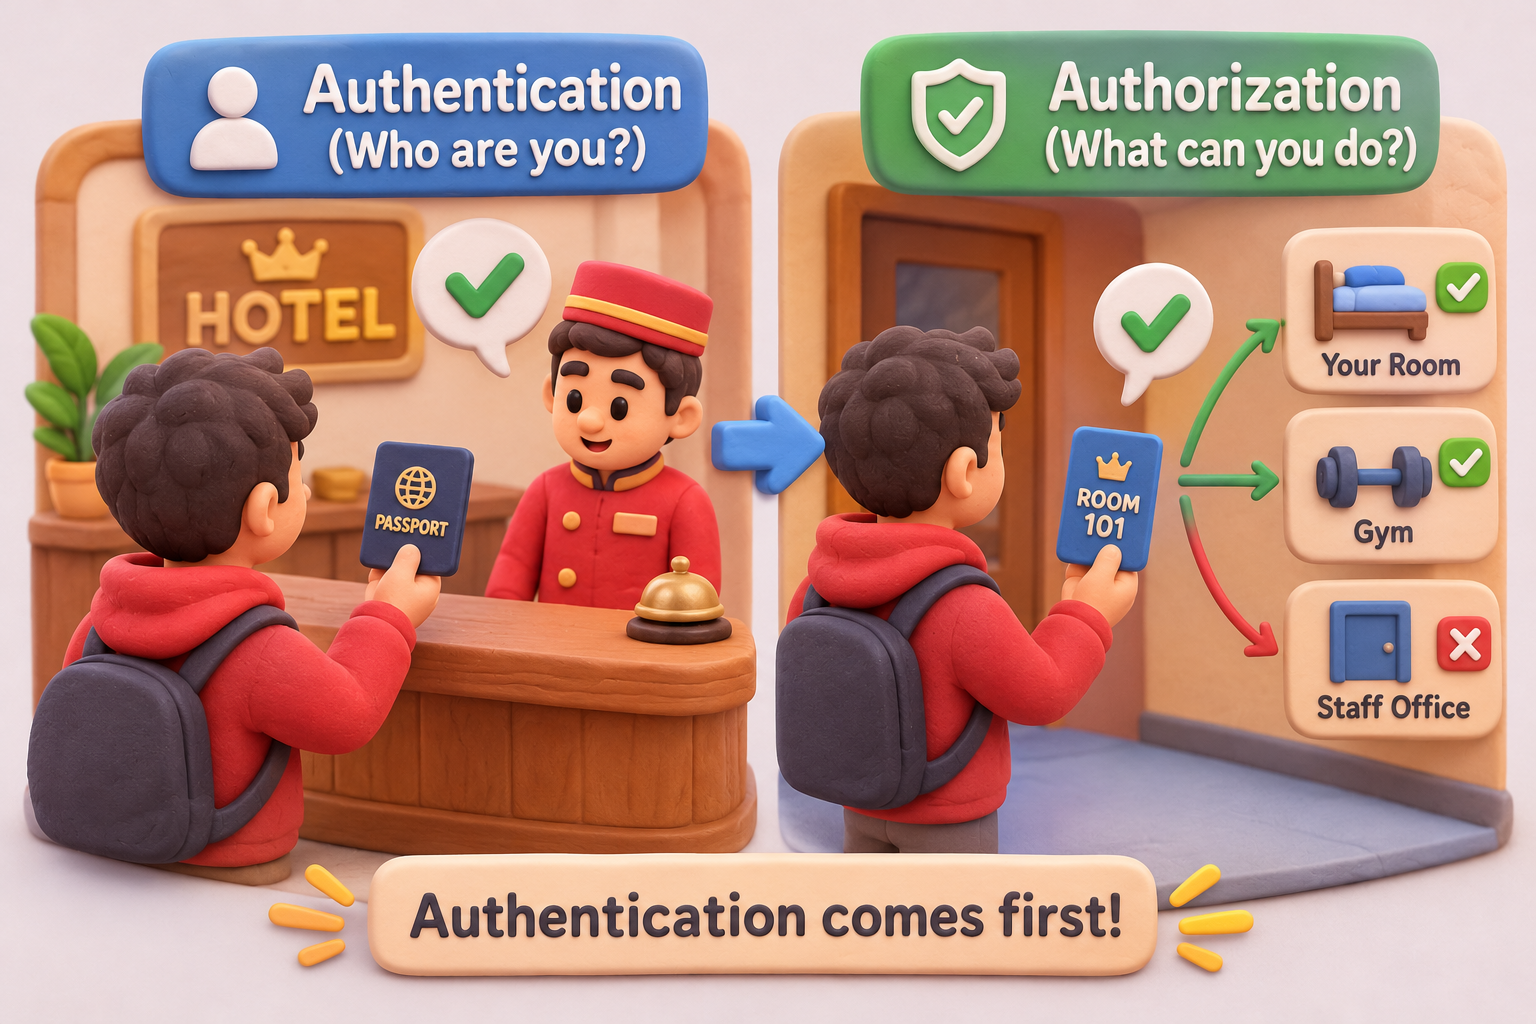 Authentication
(Who are you?)
HOTEL
PASSPORT
Authorization
(What can you do?)
ROOM
101
Your Room
Gym
Staff Office
Authentication comes first!